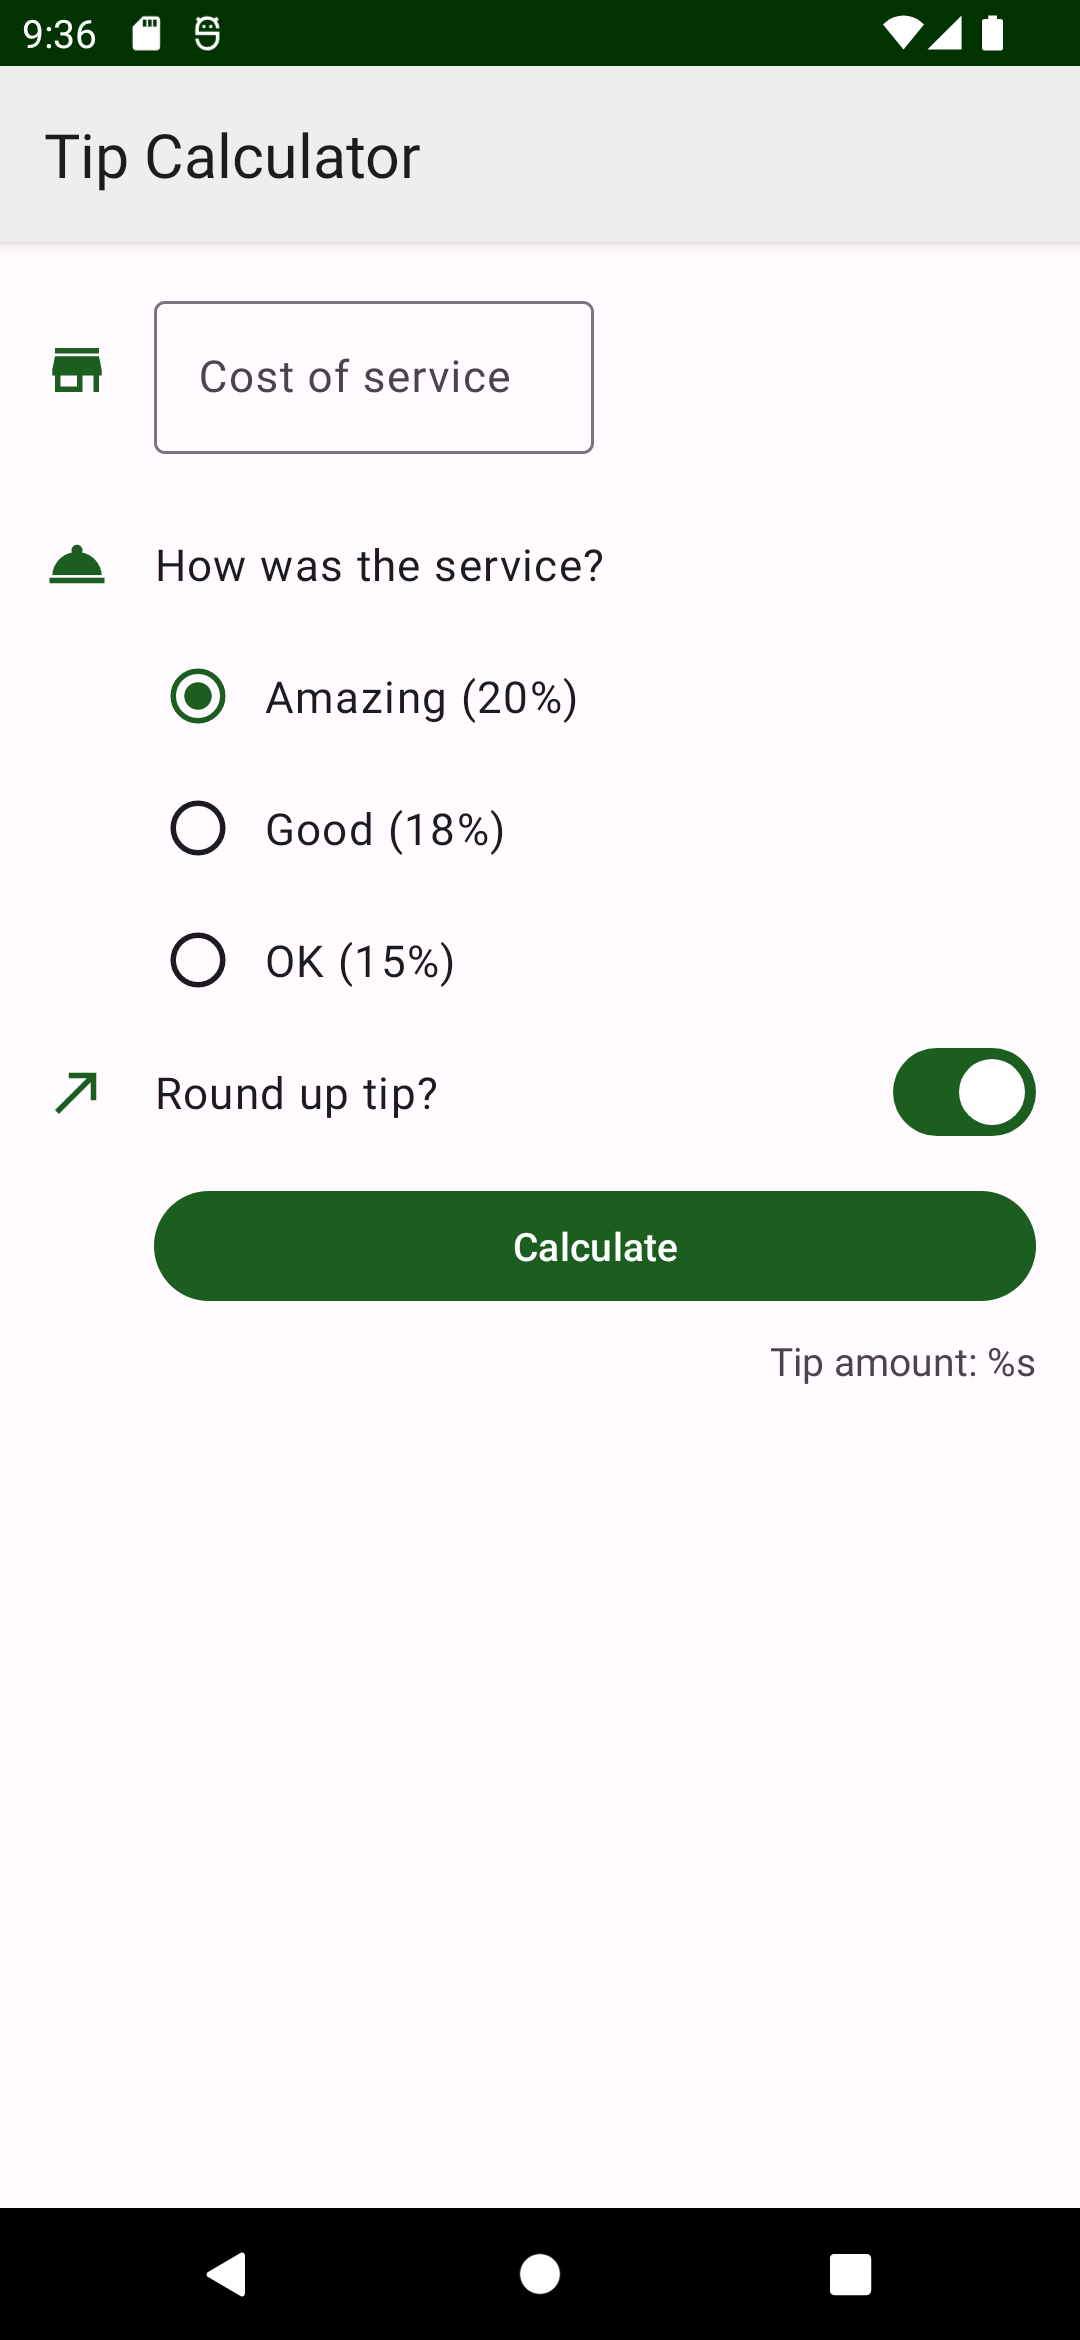 9:36
Tip Calculator
Cost of service
How was the service?
Amazing (20%)
Good (18%)
OK (15%)
Round up tip?
Calculate
Tip amount: %s